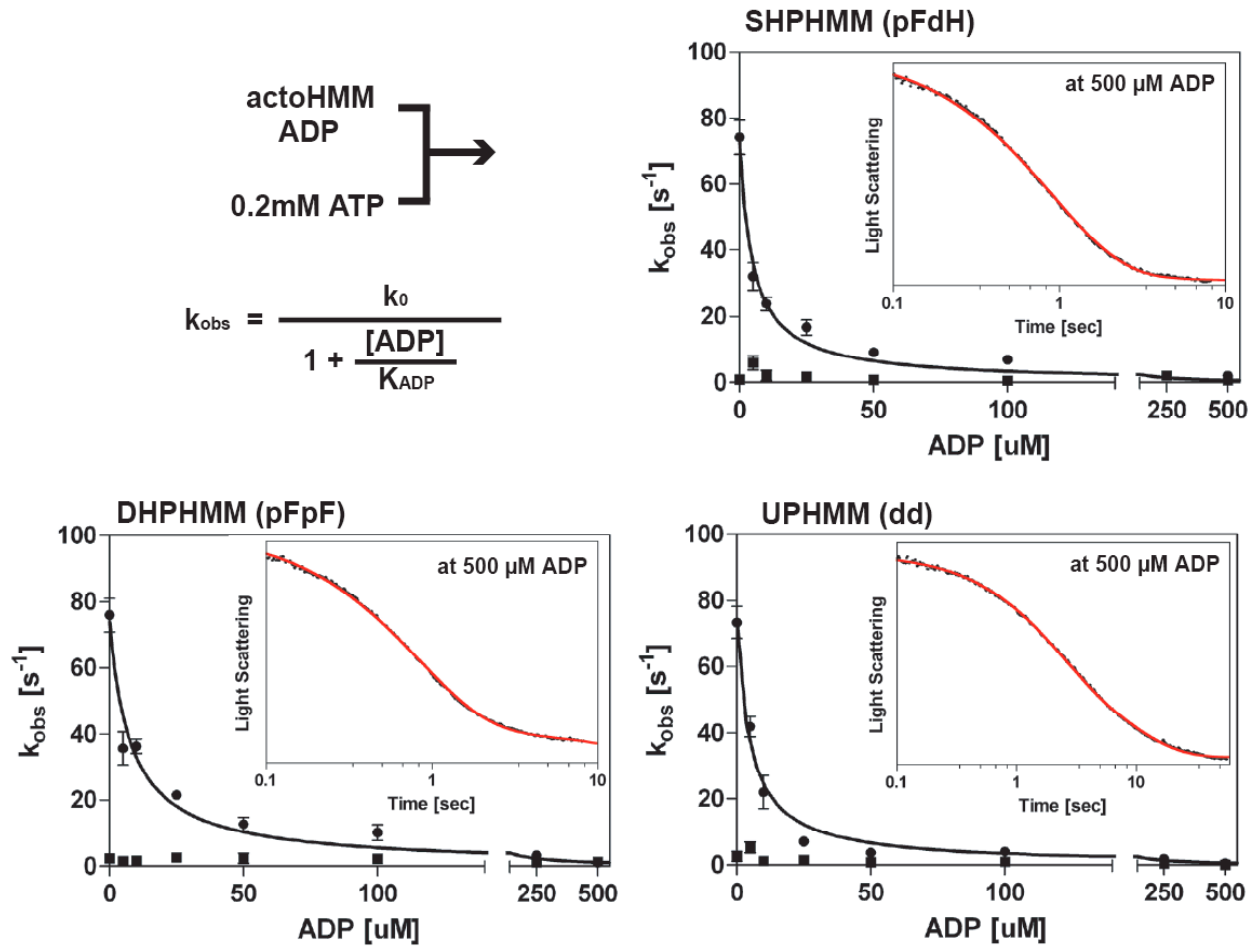 SHPHMM (pFdH)
actoHMM
ADP
0.2mM ATP
kobs = k0
1 + [ADP]
KADP
100
80
60
40
20
0
kobs [s-1]
at 500 µM ADP
Light Scattering
0.1 1 10
Time [sec]
0 50 100 250 500
ADP [uM]
DHPHMM (pFpF)
100
80
60
40
20
0
kobs [s-1]
at 500 µM ADP
Light Scattering
0.1 1 10
Time [sec]
0 50 100 250 500
ADP [uM]
UPHMM (dd)
100
80
60
40
20
0
kobs [s-1]
at 500 µM ADP
Light Scattering
0.1 1 10
Time [sec]
0 50 100 250 500
ADP [uM]